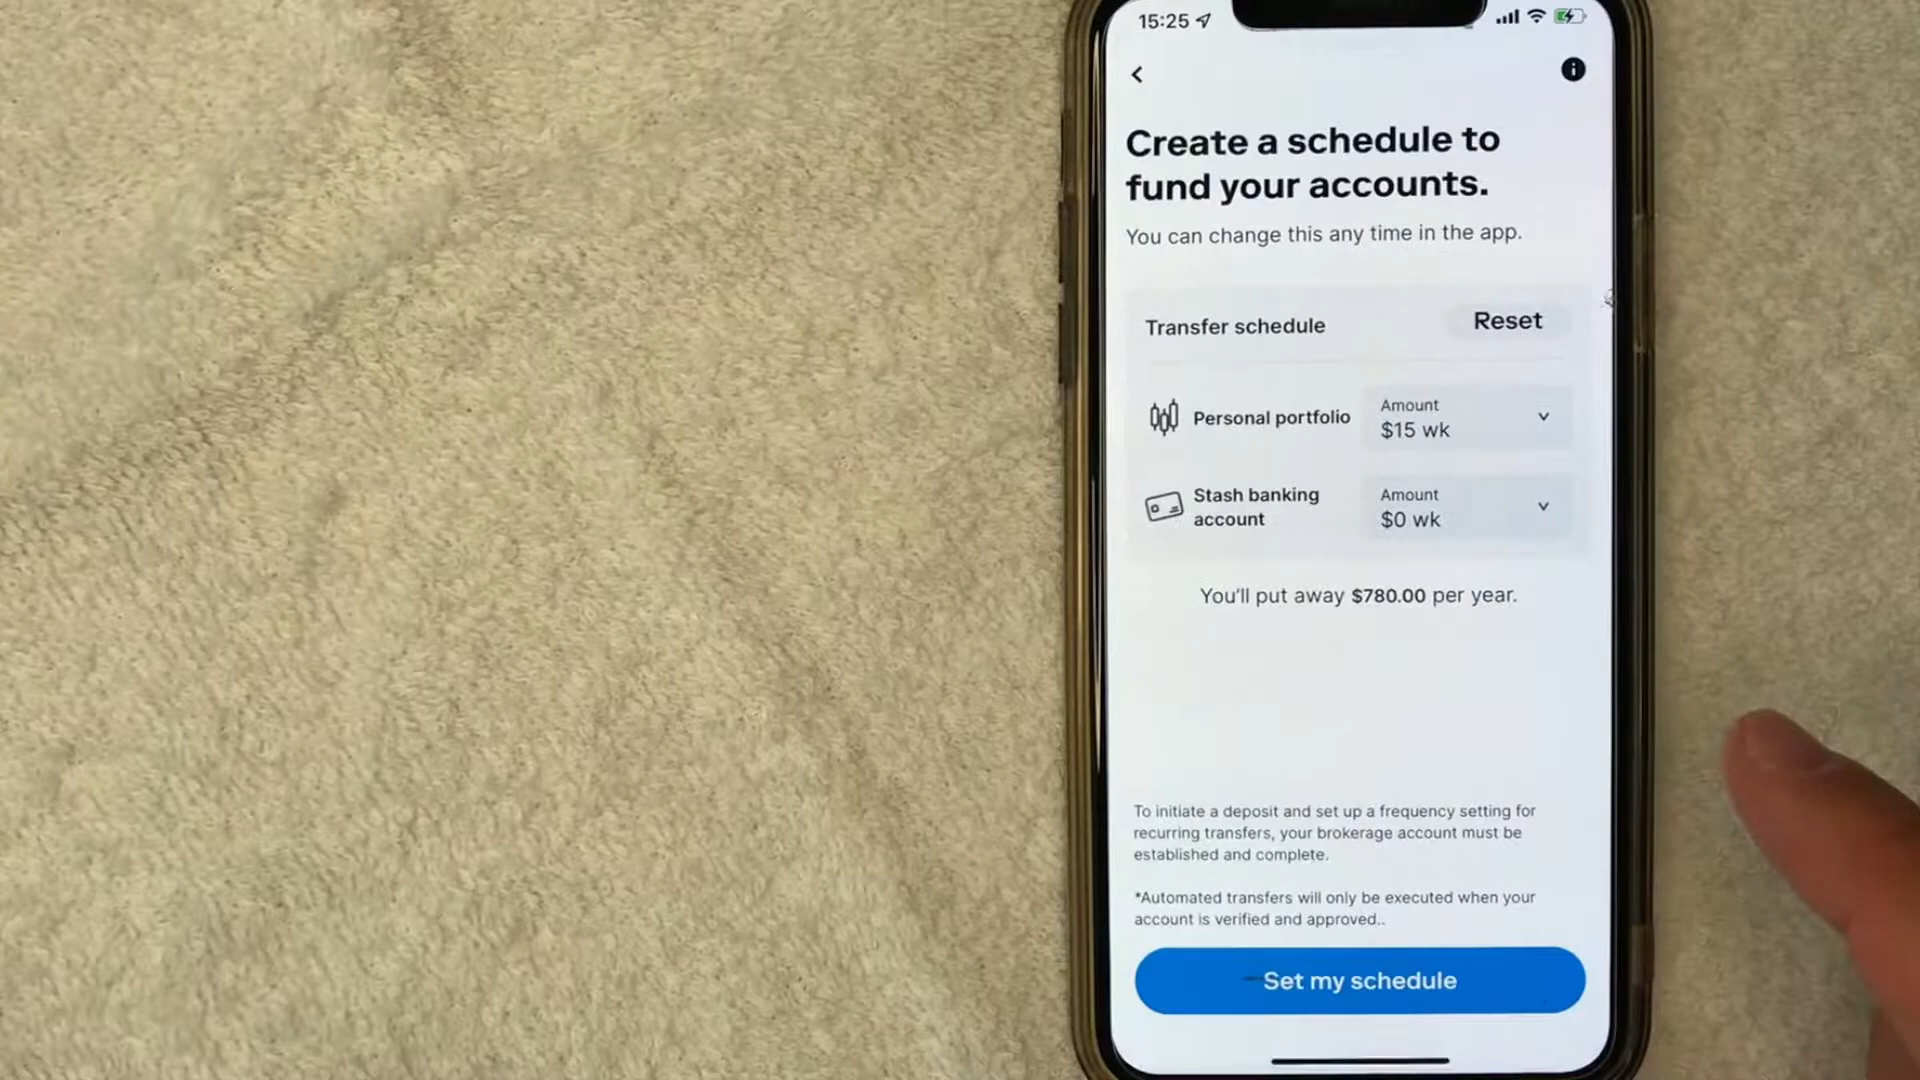 15:25
Create a schedule to
fund your accounts.
You can change this any time in the app.
Transfer schedule
Reset
Personal portfolio
Amount
$15 wk
Stash banking
account
Amount
$0 wk
You'll put away $780.00 per year.
To initiate a deposit and set up a frequency setting for
recurring transfers, your brokerage account must be
established and complete.
*Automated transfers will only be executed when your
account is verified and approved..
Set my schedule